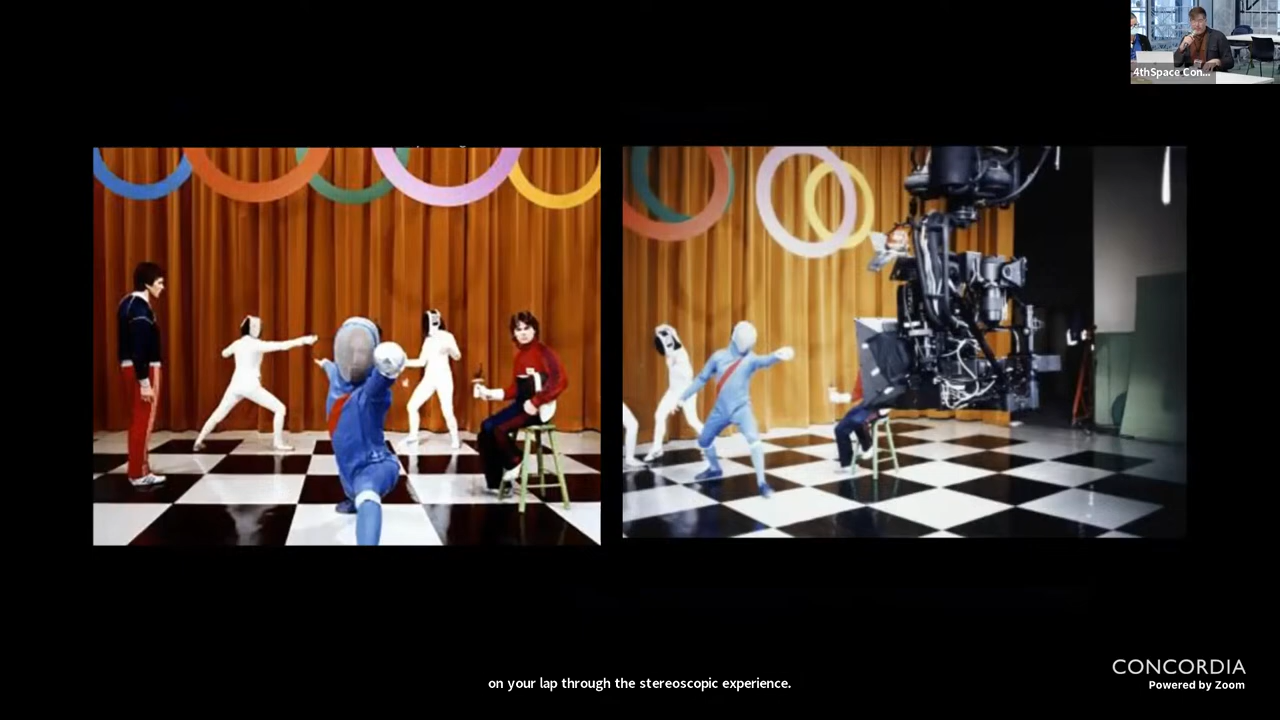 4thSpace Con...
on your lap through the stereoscopic experience.
CONCORDIA
Powered by Zoom